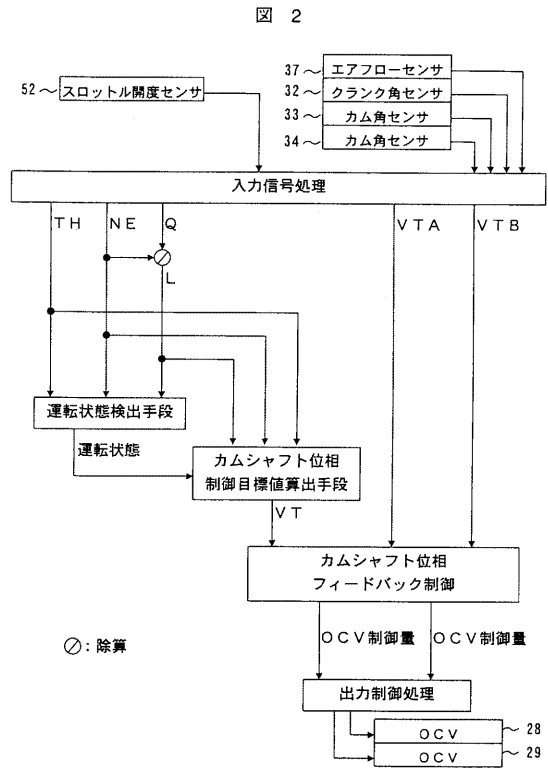 図 2
52 スロットル開度センサ
37 エアフローセンサ
32 クランク角センサ
33 カム角センサ
34 カム角センサ
入力信号処理
TH NE Q VTA VTB
L
運転状態検出手段
運転状態
カムシャフト位相
制御目標値算出手段
VT
カムシャフト位相
フィードバック制御
OCV制御量 OCV制御量
⊘:除算
出力制御処理
OCV 28
OCV 29